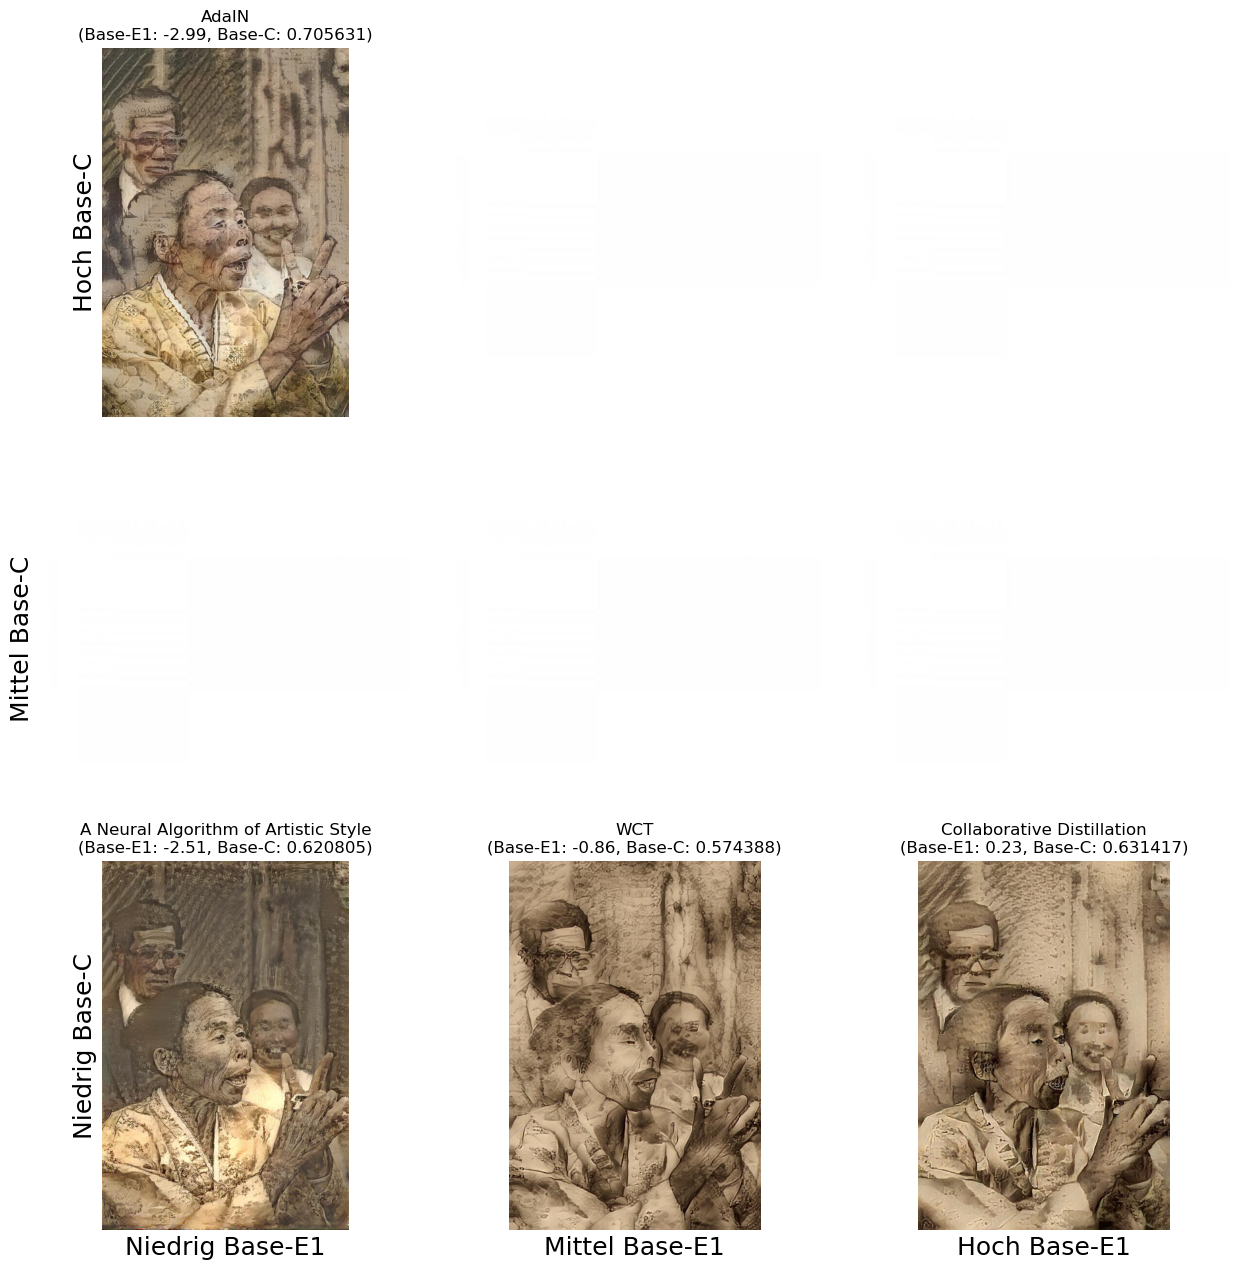 AdaIN
(Base-E1: -2.99, Base-C: 0.705631)
Hoch Base-C
Mittel Base-C
A Neural Algorithm of Artistic Style
(Base-E1: -2.51, Base-C: 0.620805)
WCT
(Base-E1: -0.86, Base-C: 0.574388)
Collaborative Distillation
(Base-E1: 0.23, Base-C: 0.631417)
Niedrig Base-C
Niedrig Base-E1
Mittel Base-E1
Hoch Base-E1